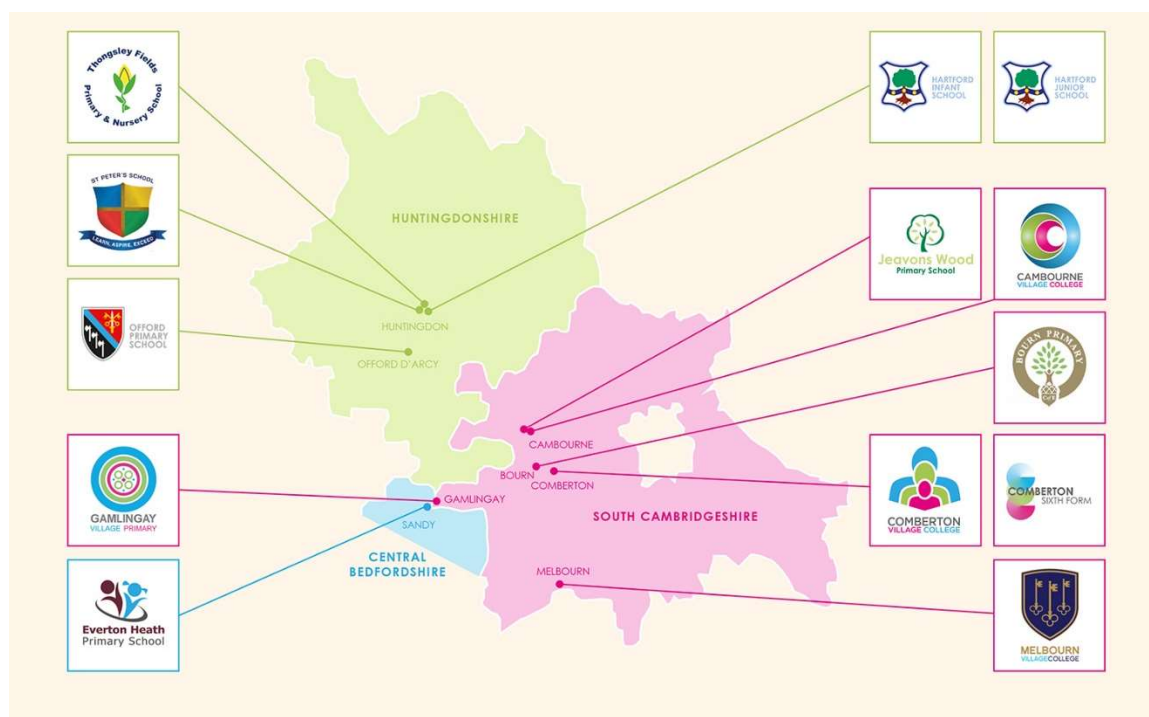 Thongsley Fields
Primary & Nursery School
ST PETER'S SCHOOL
LEARN, ASPIRE, EXCEED
OFFORD
PRIMARY
SCHOOL
GAMLINGAY
VILLAGE PRIMARY
Everton Heath
Primary School
HUNTINGDONSHIRE
HUNTINGDON
OFFORD D'ARCY
CAMBOURNE
BOURN
COMBERTON
GAMLINGAY
SANDY
SOUTH CAMBRIDGESHIRE
CENTRAL
BEDFORDSHIRE
MELBOURN
HARTFORD
INFANT
SCHOOL
HARTFORD
JUNIOR
SCHOOL
Jeavons Wood
Primary School
CAMBOURNE
VILLAGE COLLEGE
BOURN PRIMARY
CofE
COMBERTON
VILLAGE COLLEGE
COMBERTON
SIXTH FORM
MELBOURN
VILLAGECOLLEGE